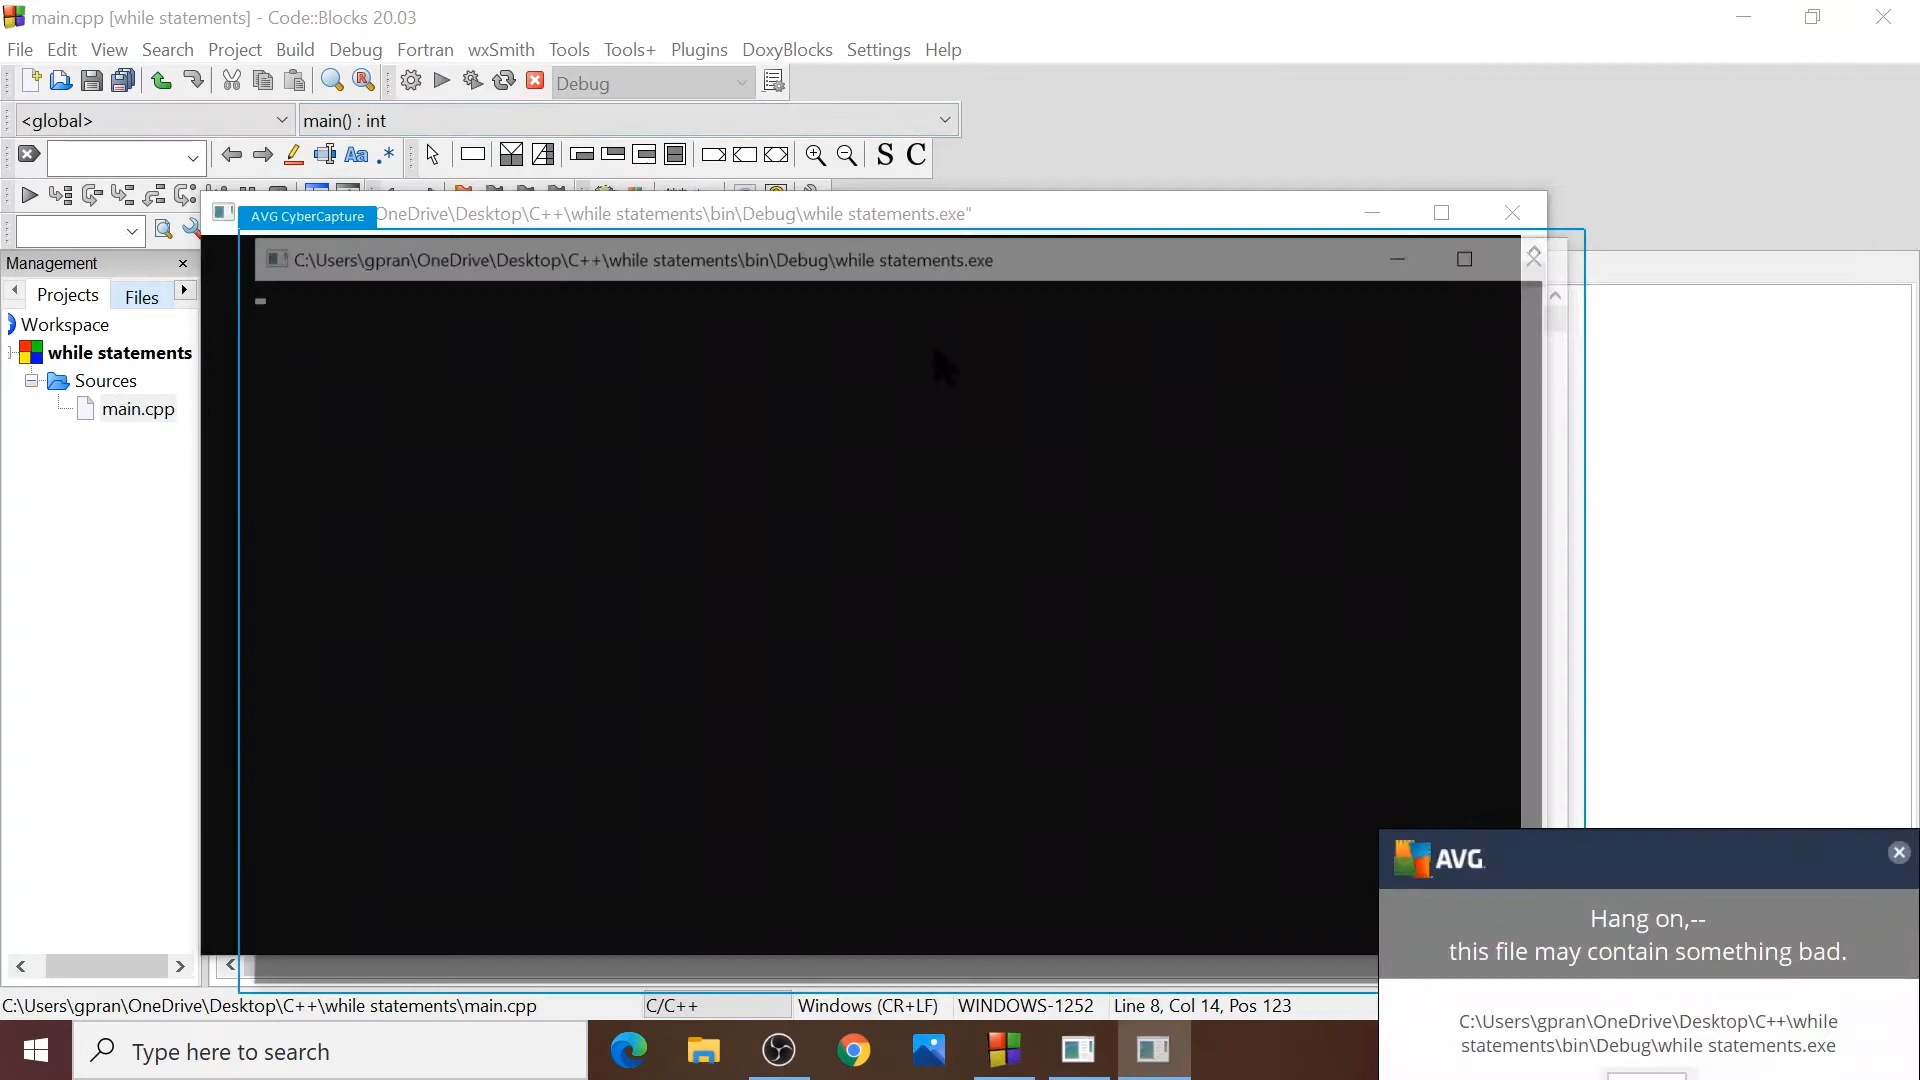 main.cpp [while statements] - Code::Blocks 20.03
File Edit View Search Project Build Debug Fortran wxSmith Tools Tools+ Plugins DoxyBlocks Settings Help
Debug
<global> main() : int
Aa .* S C
AVG CyberCapture OneDrive\Desktop\C++\while statements\bin\Debug\while statements.exe"
C:\Users\gpran\OneDrive\Desktop\C++\while statements\bin\Debug\while statements.exe
Management
Projects Files
Workspace
while statements
Sources
main.cpp
AVG
Hang on,--
this file may contain something bad.
C:\Users\gpran\OneDrive\Desktop\C++\while
statements\bin\Debug\while statements.exe
C:\Users\gpran\OneDrive\Desktop\C++\while statements\main.cpp C/C++ Windows (CR+LF) WINDOWS-1252 Line 8, Col 14, Pos 123
Type here to search